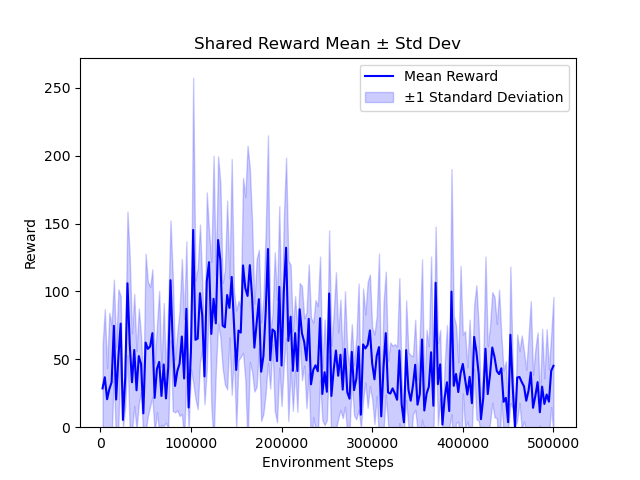 Shared Reward Mean ± Std Dev
Mean Reward
±1 Standard Deviation
Reward
250
200
150
100
50
0
0 100000 200000 300000 400000 500000
Environment Steps